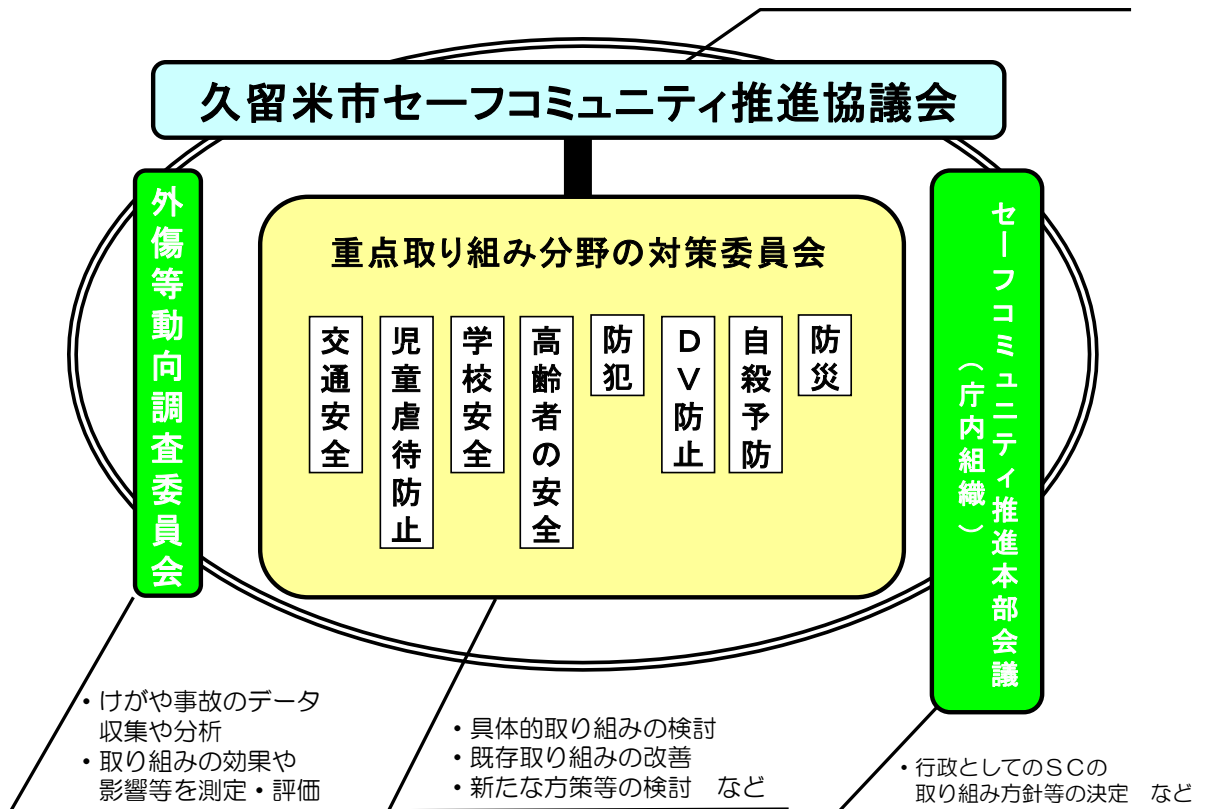 久留米市セーフコミュニティ推進協議会
外傷等動向調査委員会
重点取り組み分野の対策委員会
交通安全
児童虐待防止
学校安全
高齢者の安全
防犯
DV防止
自殺予防
防災
セーフコミュニティ推進本部会議
（庁内組織）
・けがや事故のデータ
収集や分析
・取り組みの効果や
影響等を測定・評価
・具体的取り組みの検討
・既存取り組みの改善
・新たな方策等の検討　など
・行政としてのSCの
取り組み方針等の決定　など